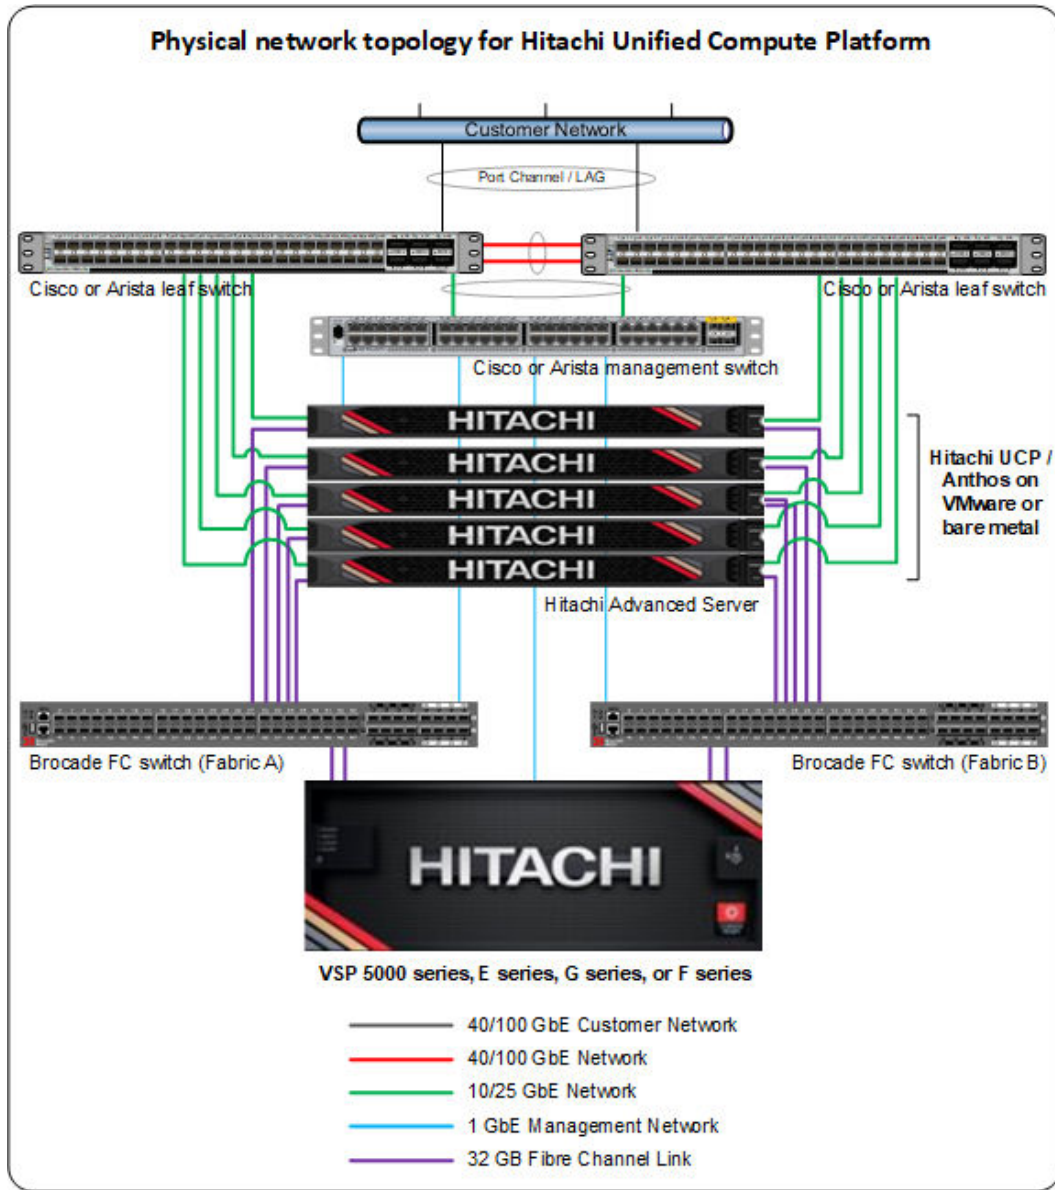 Physical network topology for Hitachi Unified Compute Platform
Customer Network
Port Channel / LAG
Cisco or Arista leaf switch
Cisco or Arista leaf switch
Cisco or Arista management switch
HITACHI
HITACHI
HITACHI
HITACHI
HITACHI
Hitachi UCP /
Anthos on
VMware or
bare metal
Hitachi Advanced Server
Brocade FC switch (Fabric A)
Brocade FC switch (Fabric B)
HITACHI
VSP 5000 series, E series, G series, or F series
40/100 GbE Customer Network
40/100 GbE Network
10/25 GbE Network
1 GbE Management Network
32 GB Fibre Channel Link